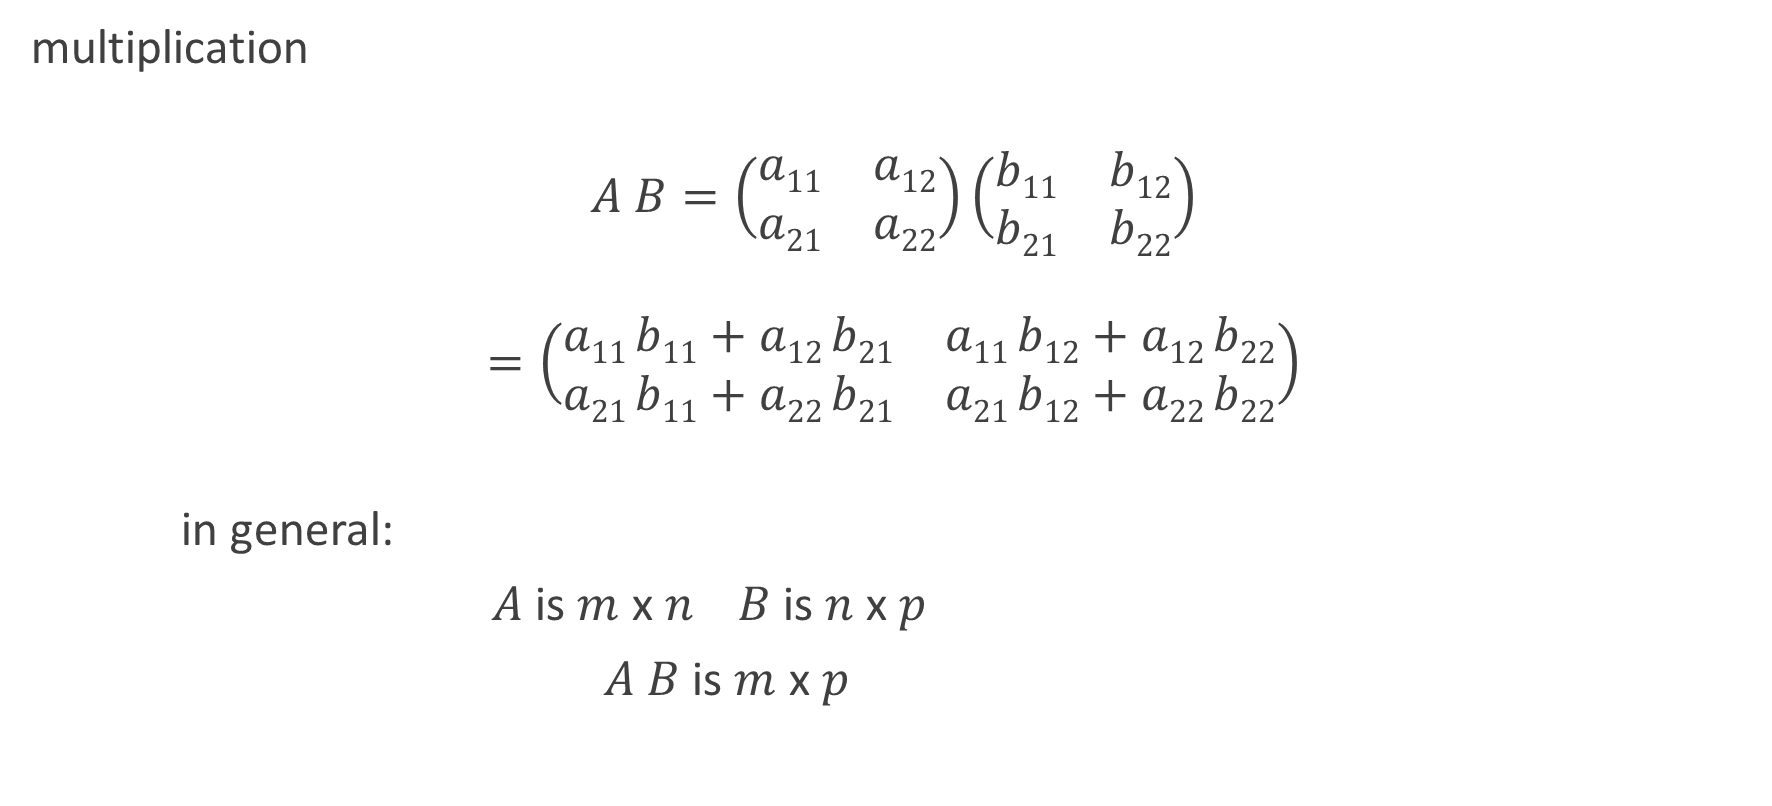 multiplication
A B = (a₁₁ a₁₂
a₂₁ a₂₂) (b₁₁ b₁₂
b₂₁ b₂₂)
= (a₁₁ b₁₁ + a₁₂ b₂₁ a₁₁ b₁₂ + a₁₂ b₂₂
a₂₁ b₁₁ + a₂₂ b₂₁ a₂₁ b₁₂ + a₂₂ b₂₂)
in general:
A is m x n B is n x p
A B is m x p